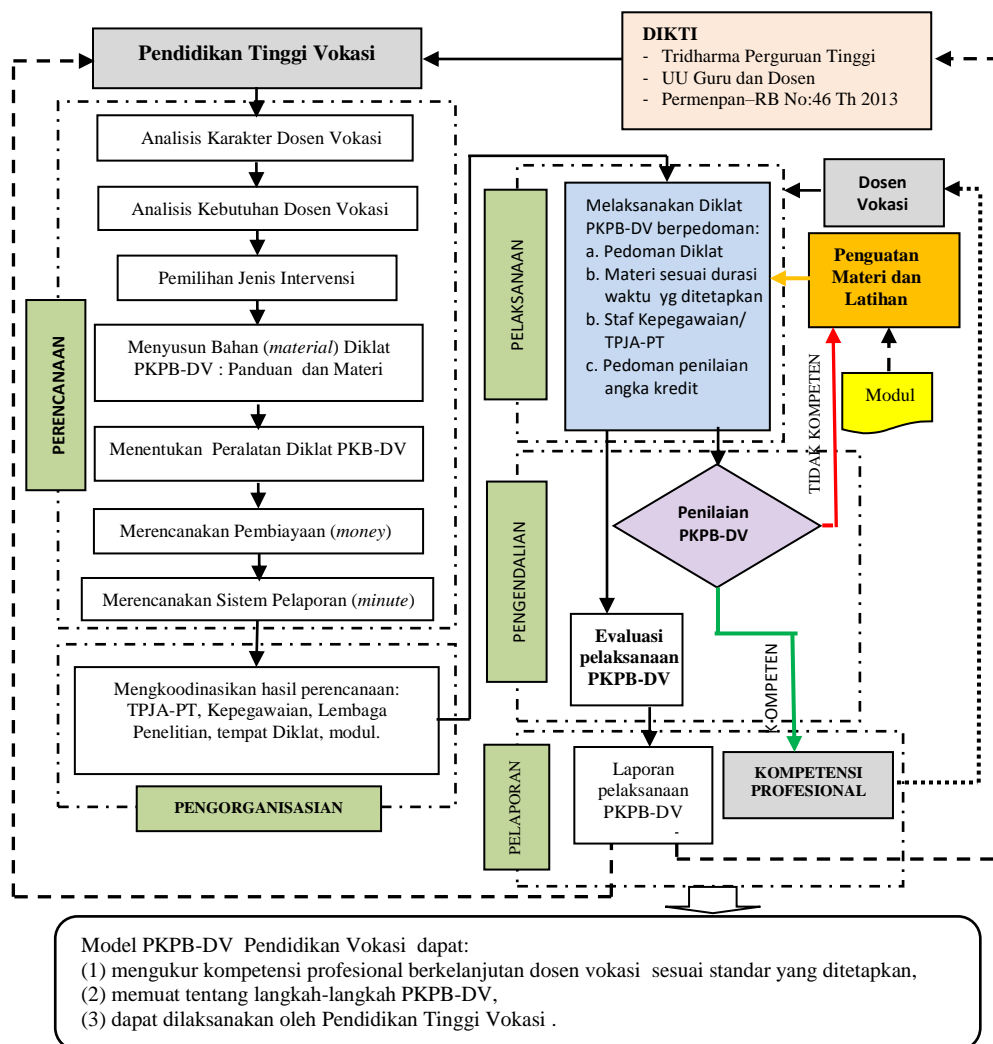 Pendidikan Tinggi Vokasi
DIKTI
- Tridharma Perguruan Tinggi
- UU Guru dan Dosen
- Permenpan–RB No:46 Th 2013
PERENCANAAN
Analisis Karakter Dosen Vokasi
Analisis Kebutuhan Dosen Vokasi
Pemilihan Jenis Intervensi
Menyusun Bahan (material) Diklat
PKPB-DV : Panduan dan Materi
Menentukan Peralatan Diklat PKB-DV
Merencanakan Pembiayaan (money)
Merencanakan Sistem Pelaporan (minute)
Mengkoodinasikan hasil perencanaan:
TPJA-PT, Kepegawaian, Lembaga
Penelitian, tempat Diklat, modul.
PENGORGANISASIAN
PELAKSANAAN
Melaksanakan Diklat
PKPB-DV berpedoman:
a. Pedoman Diklat
b. Materi sesuai durasi
waktu yg ditetapkan
b. Staf Kepegawaian/
TPJA-PT
c. Pedoman penilaian
angka kredit
Dosen
Vokasi
Penguatan
Materi dan
Latihan
Modul
TIDAK KOMPETEN
PENGENDALIAN
Penilaian
PKPB-DV
Evaluasi
pelaksanaan
PKPB-DV
KOMPETEN
PELAPORAN
Laporan
pelaksanaan
PKPB-DV
KOMPETENSI
PROFESIONAL
Model PKPB-DV Pendidikan Vokasi dapat:
(1) mengukur kompetensi profesional berkelanjutan dosen vokasi sesuai standar yang ditetapkan,
(2) memuat tentang langkah-langkah PKPB-DV,
(3) dapat dilaksanakan oleh Pendidikan Tinggi Vokasi .